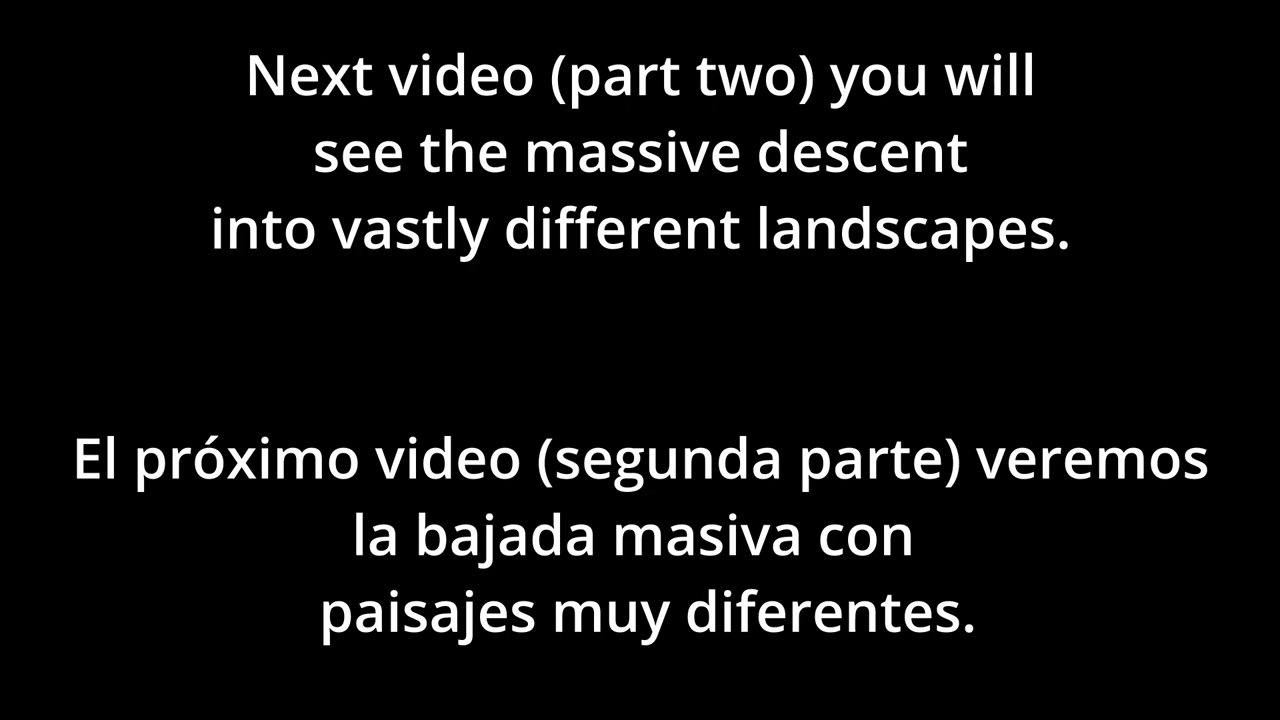 Next video (part two) you will
see the massive descent
into vastly different landscapes.
El próximo video (segunda parte) veremos
la bajada masiva con
paisajes muy diferentes.